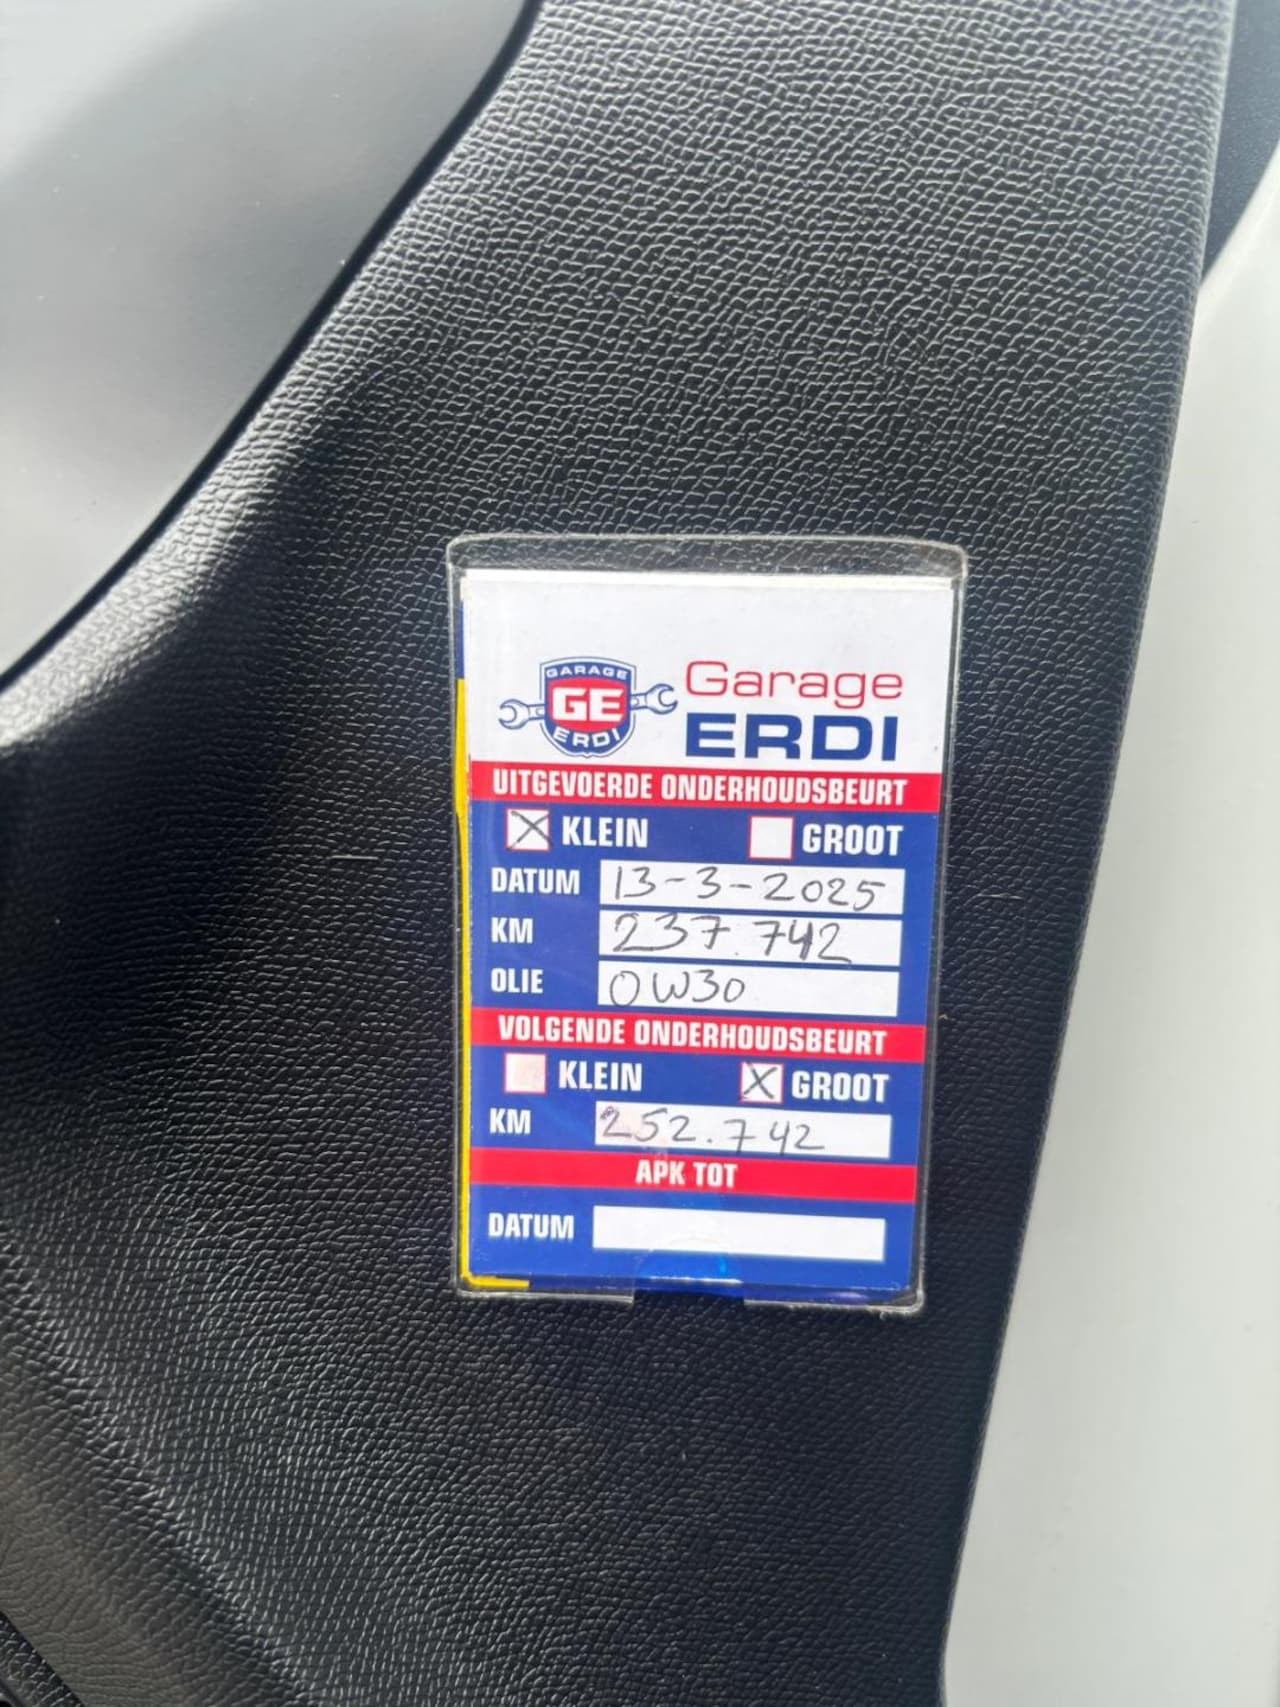 GARAGE
GE
ERDI
Garage
ERDI
UITGEVOERDE ONDERHOUDSBEURT
KLEIN GROOT
DATUM 13-3-2025
KM 237.742
OLIE 0W30
VOLGENDE ONDERHOUDSBEURT
KLEIN GROOT
KM 252.742
APK TOT
DATUM